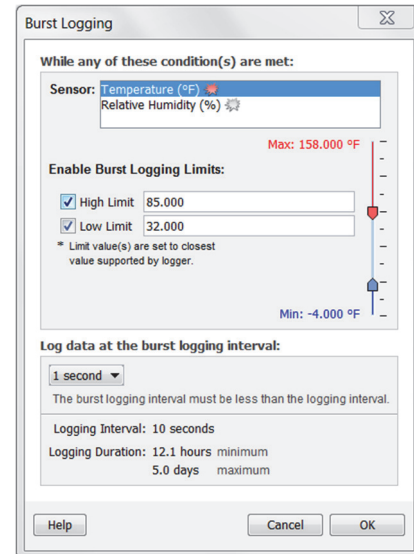 Burst Logging
While any of these condition(s) are met:
Sensor: Temperature (°F)
Relative Humidity (%)
Max: 158.000 °F
Enable Burst Logging Limits:
High Limit 85.000
Low Limit 32.000
* Limit value(s) are set to closest
value supported by logger.
Min: -4.000 °F
Log data at the burst logging interval:
1 second
The burst logging interval must be less than the logging interval.
Logging Interval: 10 seconds
Logging Duration: 12.1 hours minimum
5.0 days maximum
Help Cancel OK